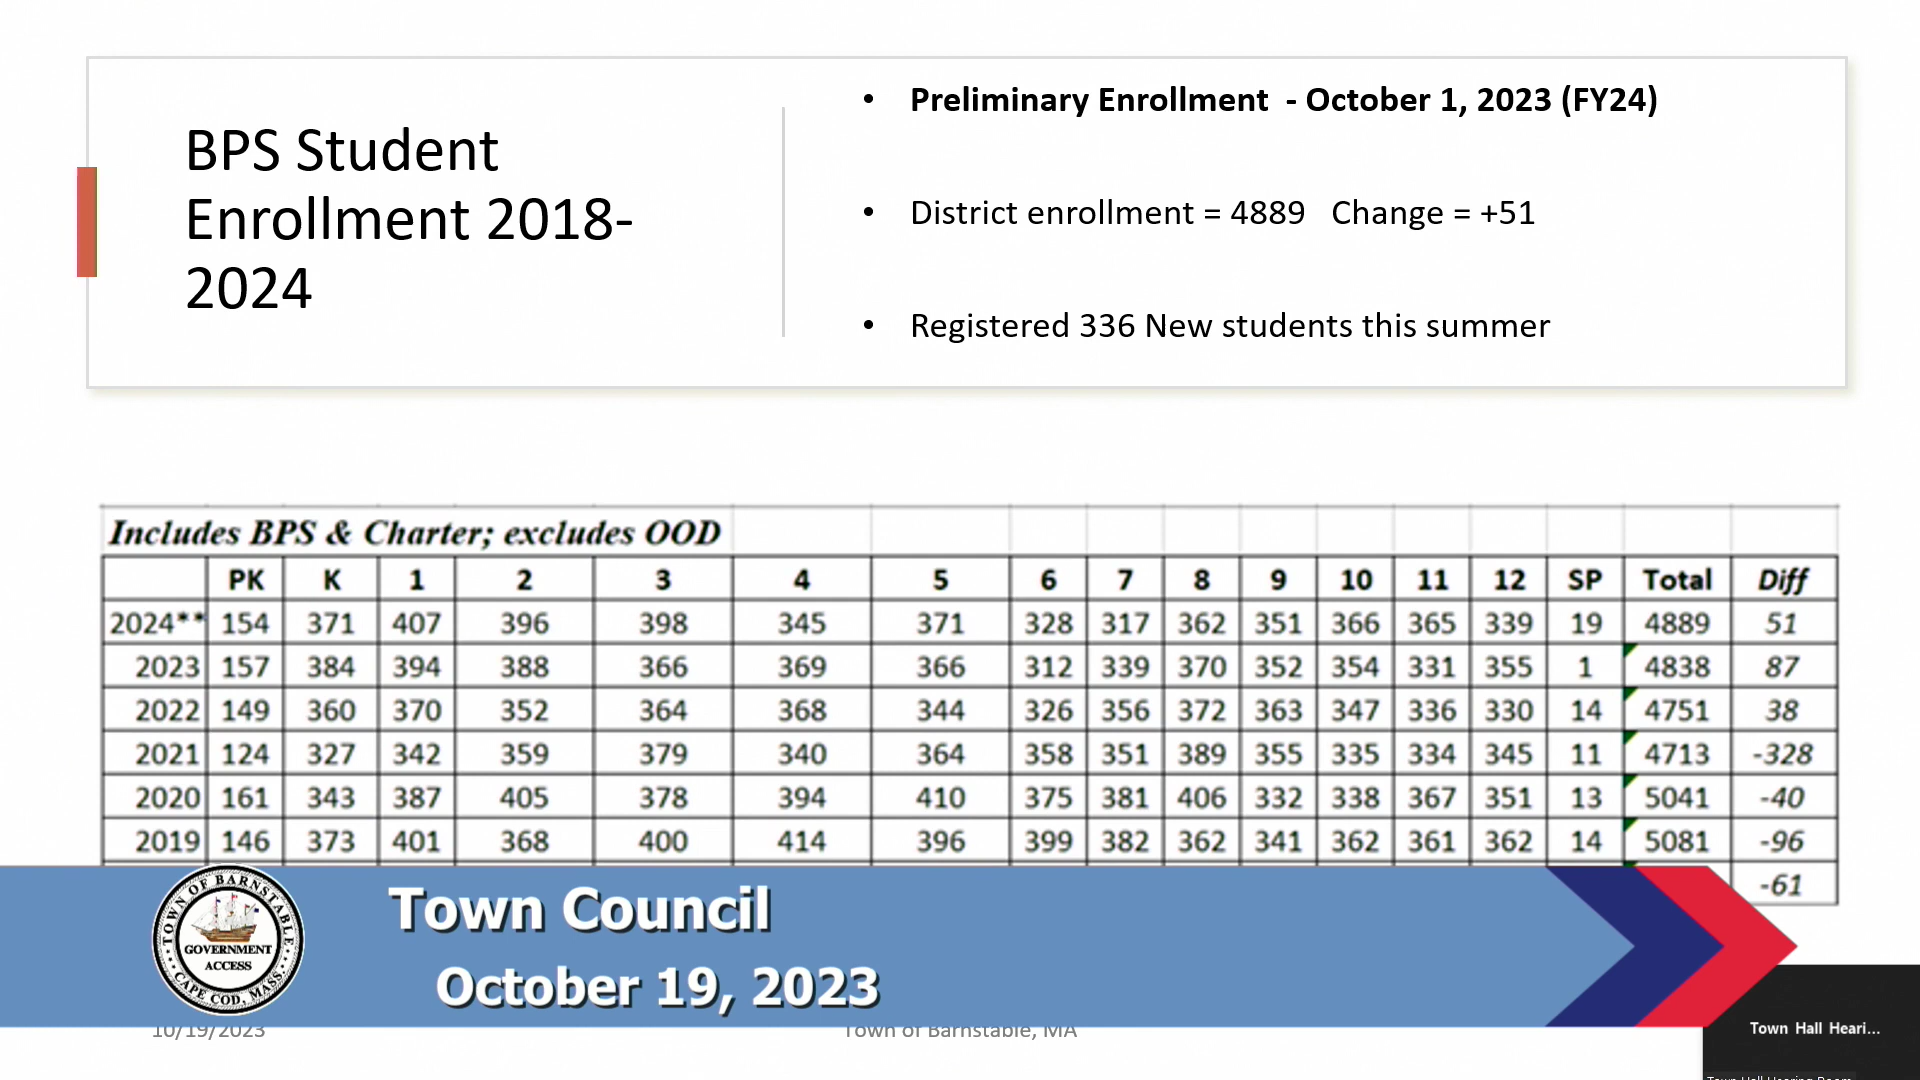 BPS Student
Enrollment 2018-
2024
• Preliminary Enrollment - October 1, 2023 (FY24)
• District enrollment = 4889 Change = +51
• Registered 336 New students this summer
Includes BPS & Charter; excludes OOD
PK K 1 2 3 4 5 6 7 8 9 10 11 12 SP Total Diff
2024** 154 371 407 396 398 345 371 328 317 362 351 366 365 339 19 4889 51
2023 157 384 394 388 366 369 366 312 339 370 352 354 331 355 1 4838 87
2022 149 360 370 352 364 368 344 326 356 372 363 347 336 330 14 4751 38
2021 124 327 342 359 379 340 364 358 351 389 355 335 334 345 11 4713 -328
2020 161 343 387 405 378 394 410 375 381 406 332 338 367 351 13 5041 -40
2019 146 373 401 368 400 414 396 399 382 362 341 362 361 362 14 5081 -96
-61
TOWN OF BARNSTABLE
GOVERNMENT
ACCESS
CAPE COD, MASS.
Town Council
October 19, 2023
10/19/2023
Town of Barnstable, MA
Town Hall Heari...